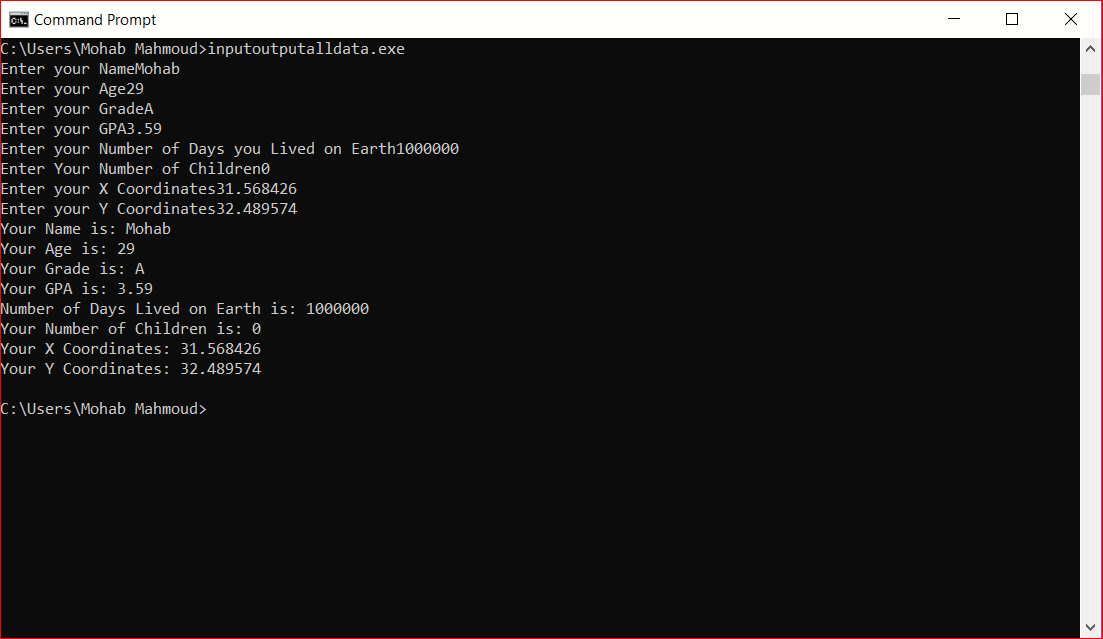 Command Prompt
C:\Users\Mohab Mahmoud>inputoutputalldata.exe
Enter your NameMohab
Enter your Age29
Enter your GradeA
Enter your GPA3.59
Enter your Number of Days you Lived on Earth1000000
Enter Your Number of Children0
Enter your X Coordinates31.568426
Enter your Y Coordinates32.489574
Your Name is: Mohab
Your Age is: 29
Your Grade is: A
Your GPA is: 3.59
Number of Days Lived on Earth is: 1000000
Your Number of Children is: 0
Your X Coordinates: 31.568426
Your Y Coordinates: 32.489574
C:\Users\Mohab Mahmoud>